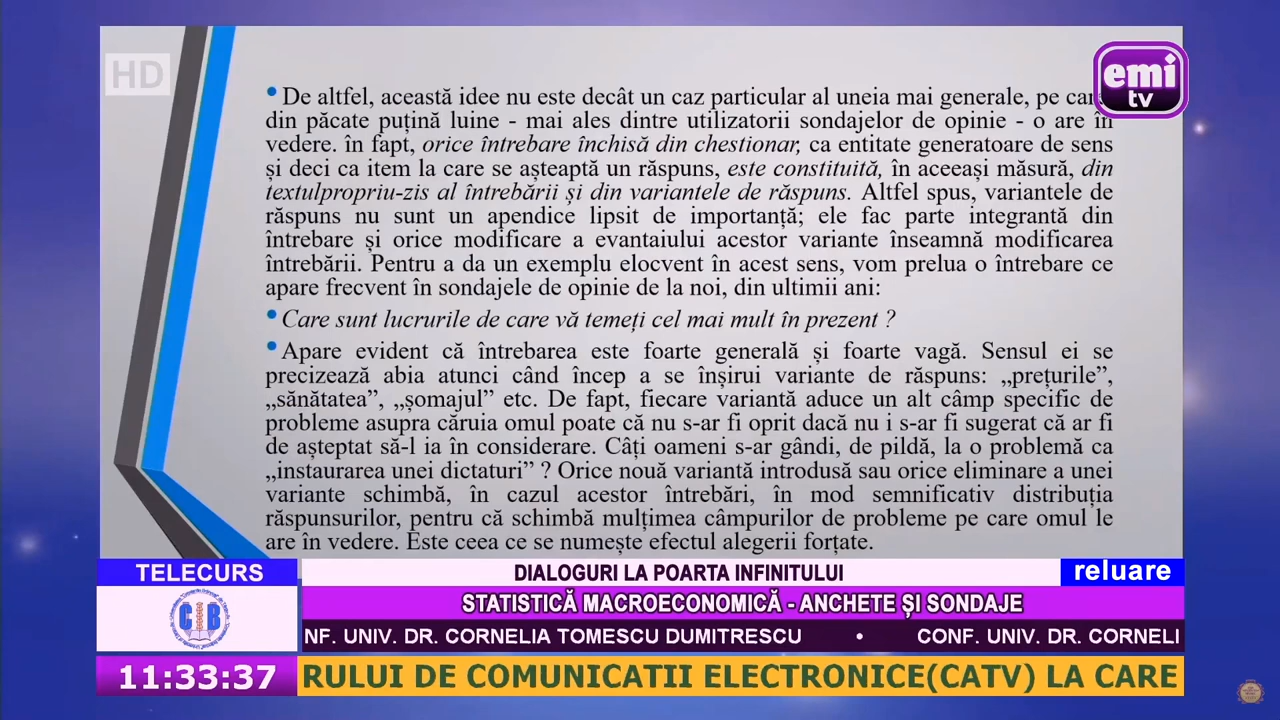 HD
emi
tv
De altfel, această idee nu este decât un caz particular al uneia mai generale, pe care
din păcate puțină luine - mai ales dintre utilizatorii sondajelor de opinie - o are în
vedere. în fapt, orice întrebare închisă din chestionar, ca entitate generatoare de sens
și deci ca item la care se așteaptă un răspuns, este constituită, în aceeași măsură, din
textulpropriu-zis al întrebării și din variantele de răspuns. Altfel spus, variantele de
răspuns nu sunt un apendice lipsit de importanță; ele fac parte integrantă din
întrebare și orice modificare a evantaiului acestor variante înseamnă modificarea
întrebării. Pentru a da un exemplu elocvent în acest sens, vom prelua o întrebare ce
apare frecvent în sondajele de opinie de la noi, din ultimii ani:
Care sunt lucrurile de care vă temeți cel mai mult în prezent ?
Apare evident că întrebarea este foarte generală și foarte vagă. Sensul ei se
precizează abia atunci când încep a se înșirui variante de răspuns: „prețurile”,
„sănătatea”, „șomajul” etc. De fapt, fiecare variantă aduce un alt câmp specific de
probleme asupra căruia omul poate că nu s-ar fi oprit dacă nu i s-ar fi sugerat că ar fi
de așteptat să-l ia în considerare. Câți oameni s-ar gândi, de pildă, la o problemă ca
„instaurarea unei dictaturi” ? Orice nouă variantă introdusă sau orice eliminare a unei
variante schimbă, în cazul acestor întrebări, în mod semnificativ distribuția
răspunsurilor, pentru că schimbă mulțimea câmpurilor de probleme pe care omul le
are în vedere. Este ceea ce se numește efectul alegerii forțate.
TELECURS
DIALOGURI LA POARTA INFINITULUI
reluare
STATISTICĂ MACROECONOMICĂ - ANCHETE ȘI SONDAJE
CIB
NF. UNIV. DR. CORNELIA TOMESCU DUMITRESCU • CONF. UNIV. DR. CORNELI
11:33:37
RULUI DE COMUNICATII ELECTRONICE(CATV) LA CARE